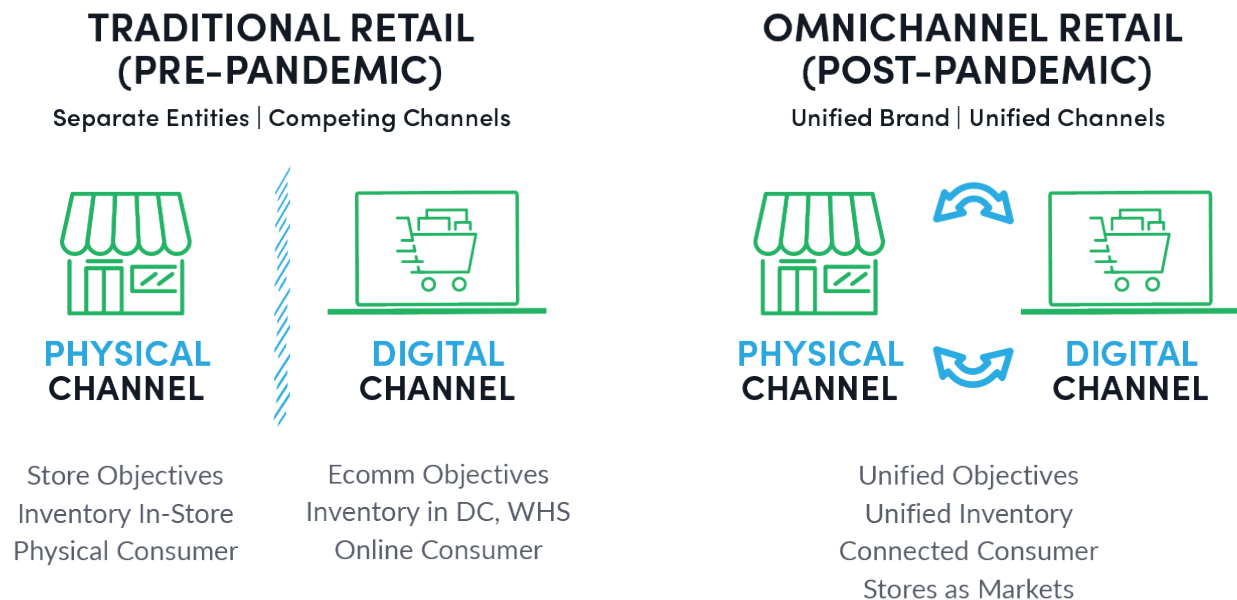 TRADITIONAL RETAIL
(PRE-PANDEMIC)
Separate Entities | Competing Channels
PHYSICAL
CHANNEL
DIGITAL
CHANNEL
Store Objectives
Inventory In-Store
Physical Consumer
Ecomm Objectives
Inventory in DC, WHS
Online Consumer
OMNICHANNEL RETAIL
(POST-PANDEMIC)
Unified Brand | Unified Channels
PHYSICAL
CHANNEL
DIGITAL
CHANNEL
Unified Objectives
Unified Inventory
Connected Consumer
Stores as Markets